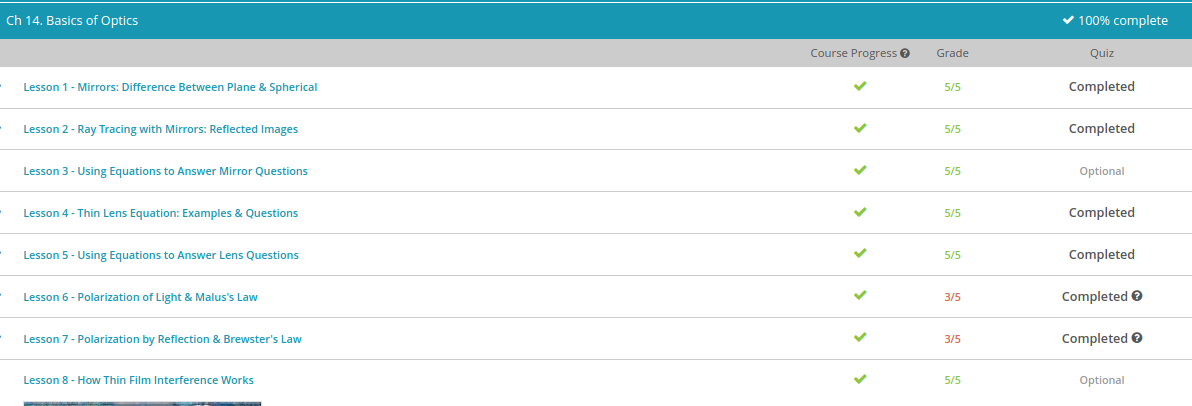 Ch 14. Basics of Optics 100% complete
Course Progress Grade Quiz
Lesson 1 - Mirrors: Difference Between Plane & Spherical 5/5 Completed
Lesson 2 - Ray Tracing with Mirrors: Reflected Images 5/5 Completed
Lesson 3 - Using Equations to Answer Mirror Questions 5/5 Optional
Lesson 4 - Thin Lens Equation: Examples & Questions 5/5 Completed
Lesson 5 - Using Equations to Answer Lens Questions 5/5 Completed
Lesson 6 - Polarization of Light & Malus's Law 3/5 Completed
Lesson 7 - Polarization by Reflection & Brewster's Law 3/5 Completed
Lesson 8 - How Thin Film Interference Works 5/5 Optional